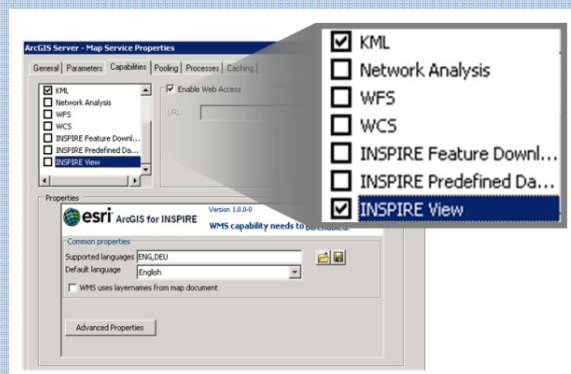 ArcGIS Server - Map Service Properties
General Parameters Capabilities Pooling Processes Caching
KML
Network Analysis
WFS
WCS
INSPIRE Feature Downl...
INSPIRE Predefined Da...
INSPIRE View
Enable Web Access
URL:
Properties
esri ArcGIS for INSPIRE
Version 1.0.0-0
WMS capability needs to be enabled.
Common properties
Supported languages ENG,DEU
Default language English
WMS uses layernames from map document
Advanced Properties
KML
Network Analysis
WFS
WCS
INSPIRE Feature Downl...
INSPIRE Predefined Da...
INSPIRE View